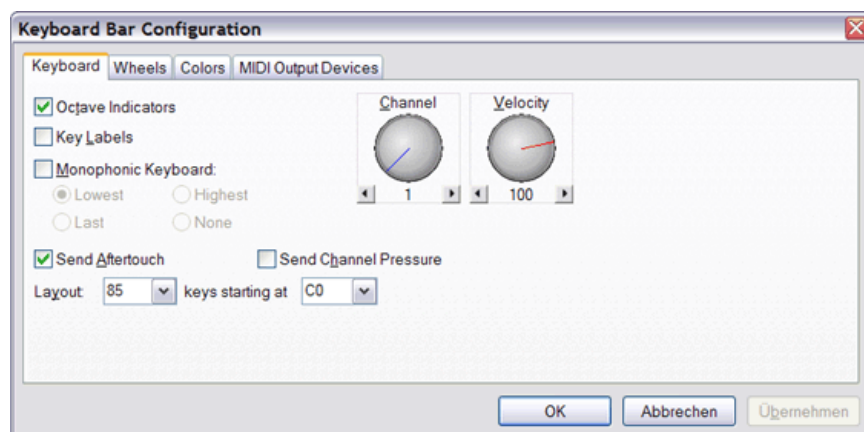 Keyboard Bar Configuration
Keyboard Wheels Colors MIDI Output Devices
Octave Indicators
Key Labels
Monophonic Keyboard:
Lowest Highest
Last None
Channel Velocity
1 100
Send Aftertouch Send Channel Pressure
Layout: 85 keys starting at C0
OK Abbrechen Übernehmen